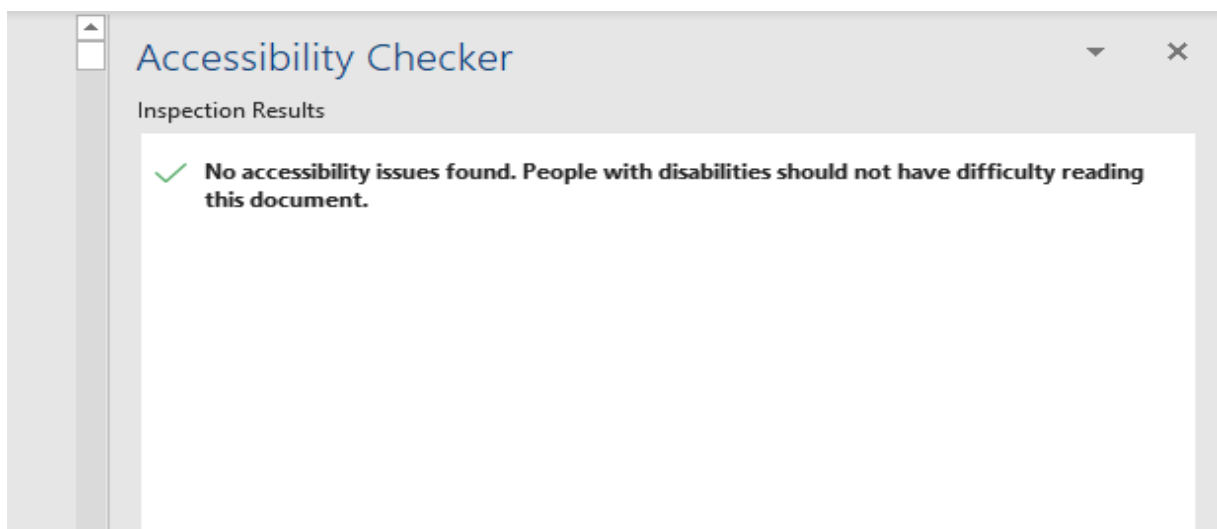 Accessibility Checker
Inspection Results
No accessibility issues found. People with disabilities should not have difficulty reading
this document.